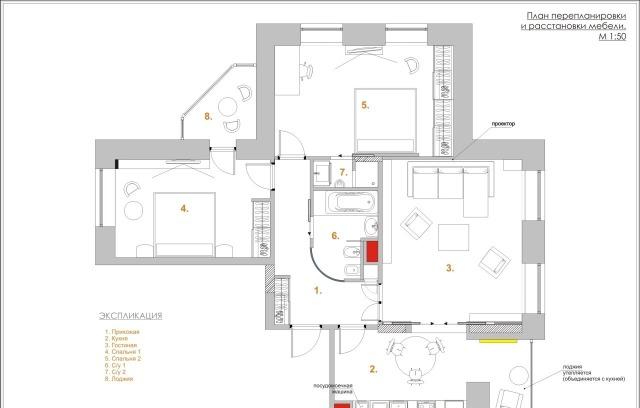 План перепланировки
и расстановки мебели.
М 1:50
проектор
8.
5.
7.
4.
6.
3.
1.
2.
ЭКСПЛИКАЦИЯ
1. Прихожая
2. Кухня
3. Гостиная
4. Спальня 1
5. Спальня 2
6. С/у 1
7. С/у 2
8. Лоджия
посудомоечная
машина
лоджия
утепляется
(объединяется с кухней)